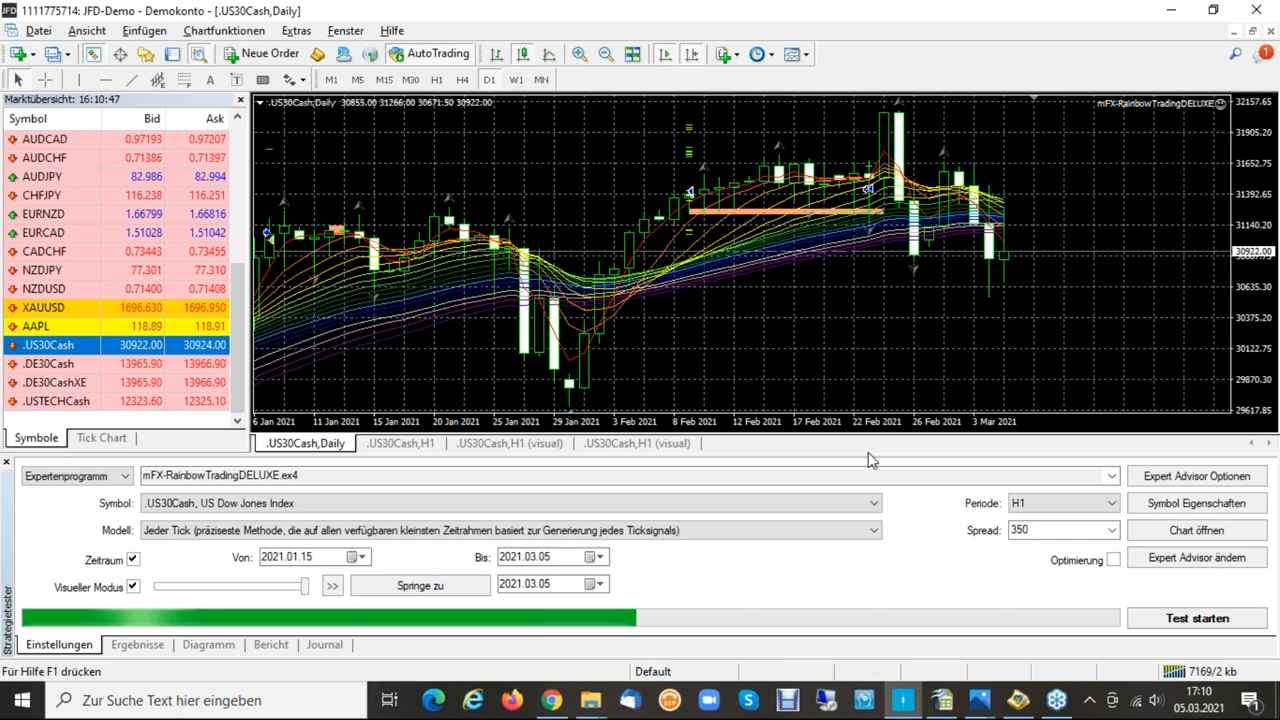 1111775714: JFD-Demo - Demokonto - [.US30Cash,Daily]
Datei Ansicht Einfügen Chartfunktionen Extras Fenster Hilfe
New Order AutoTrading 1
A T M1 M5 M15 M30 H1 H4 D1 W1 MN
Marktübersicht: 16:10:47
Symbol Bid Ask
AUDCAD 0.97193 0.97207
AUDCHF 0.71386 0.71397
AUDJPY 82.986 82.994
CHFJPY 116.238 116.251
EURNZD 1.66799 1.66816
EURCAD 1.51028 1.51042
CADCHF 0.73443 0.73455
NZDJPY 77.301 77.310
NZDUSD 0.71400 0.71408
XAUUSD 1696.630 1696.950
AAPL 118.89 118.91
.US30Cash 30922.00 30924.00
.DE30Cash 13965.90 13966.90
.DE30CashXE 13965.90 13966.90
.USTECHCash 12323.60 12325.10
Symbole Tick Chart
.US30Cash,Daily 30855.00 31266.00 30671.50 30922.00
mFX-RainbowTradingDELUXE
32157.65
31905.20
31652.75
31392.65
31140.20
30922.00
30635.30
30375.20
30122.75
29870.30
29617.85
6 Jan 2021 11 Jan 2021 15 Jan 2021 20 Jan 2021 25 Jan 2021 29 Jan 2021 3 Feb 2021 8 Feb 2021 12 Feb 2021 17 Feb 2021 22 Feb 2021 26 Feb 2021 3 Mar 2021
.US30Cash,Daily .US30Cash,H1 .US30Cash,H1 (visual) .US30Cash,H1 (visual)
Expertenprogramm mFX-RainbowTradingDELUXE.ex4 Expert Advisor Optionen
Symbol: .US30Cash, US Dow Jones Index Periode: H1 Symbol Eigenschaften
Modell: Jeder Tick (präziseste Methode, die auf allen verfügbaren kleinsten Zeitrahmen basiert zur Generierung jedes Ticksignals) Spread: 350 Chart öffnen
Zeitraum Von: 2021.01.15 Bis: 2021.03.05 Optimierung Expert Advisor ändern
Visueller Modus >> Springe zu 2021.03.05
Test starten
Strategietester
Einstellungen Ergebnisse Diagramm Bericht Journal
Für Hilfe F1 drücken Default 7169/2 kb
Zur Suche Text hier eingeben 17:10
05.03.2021 1